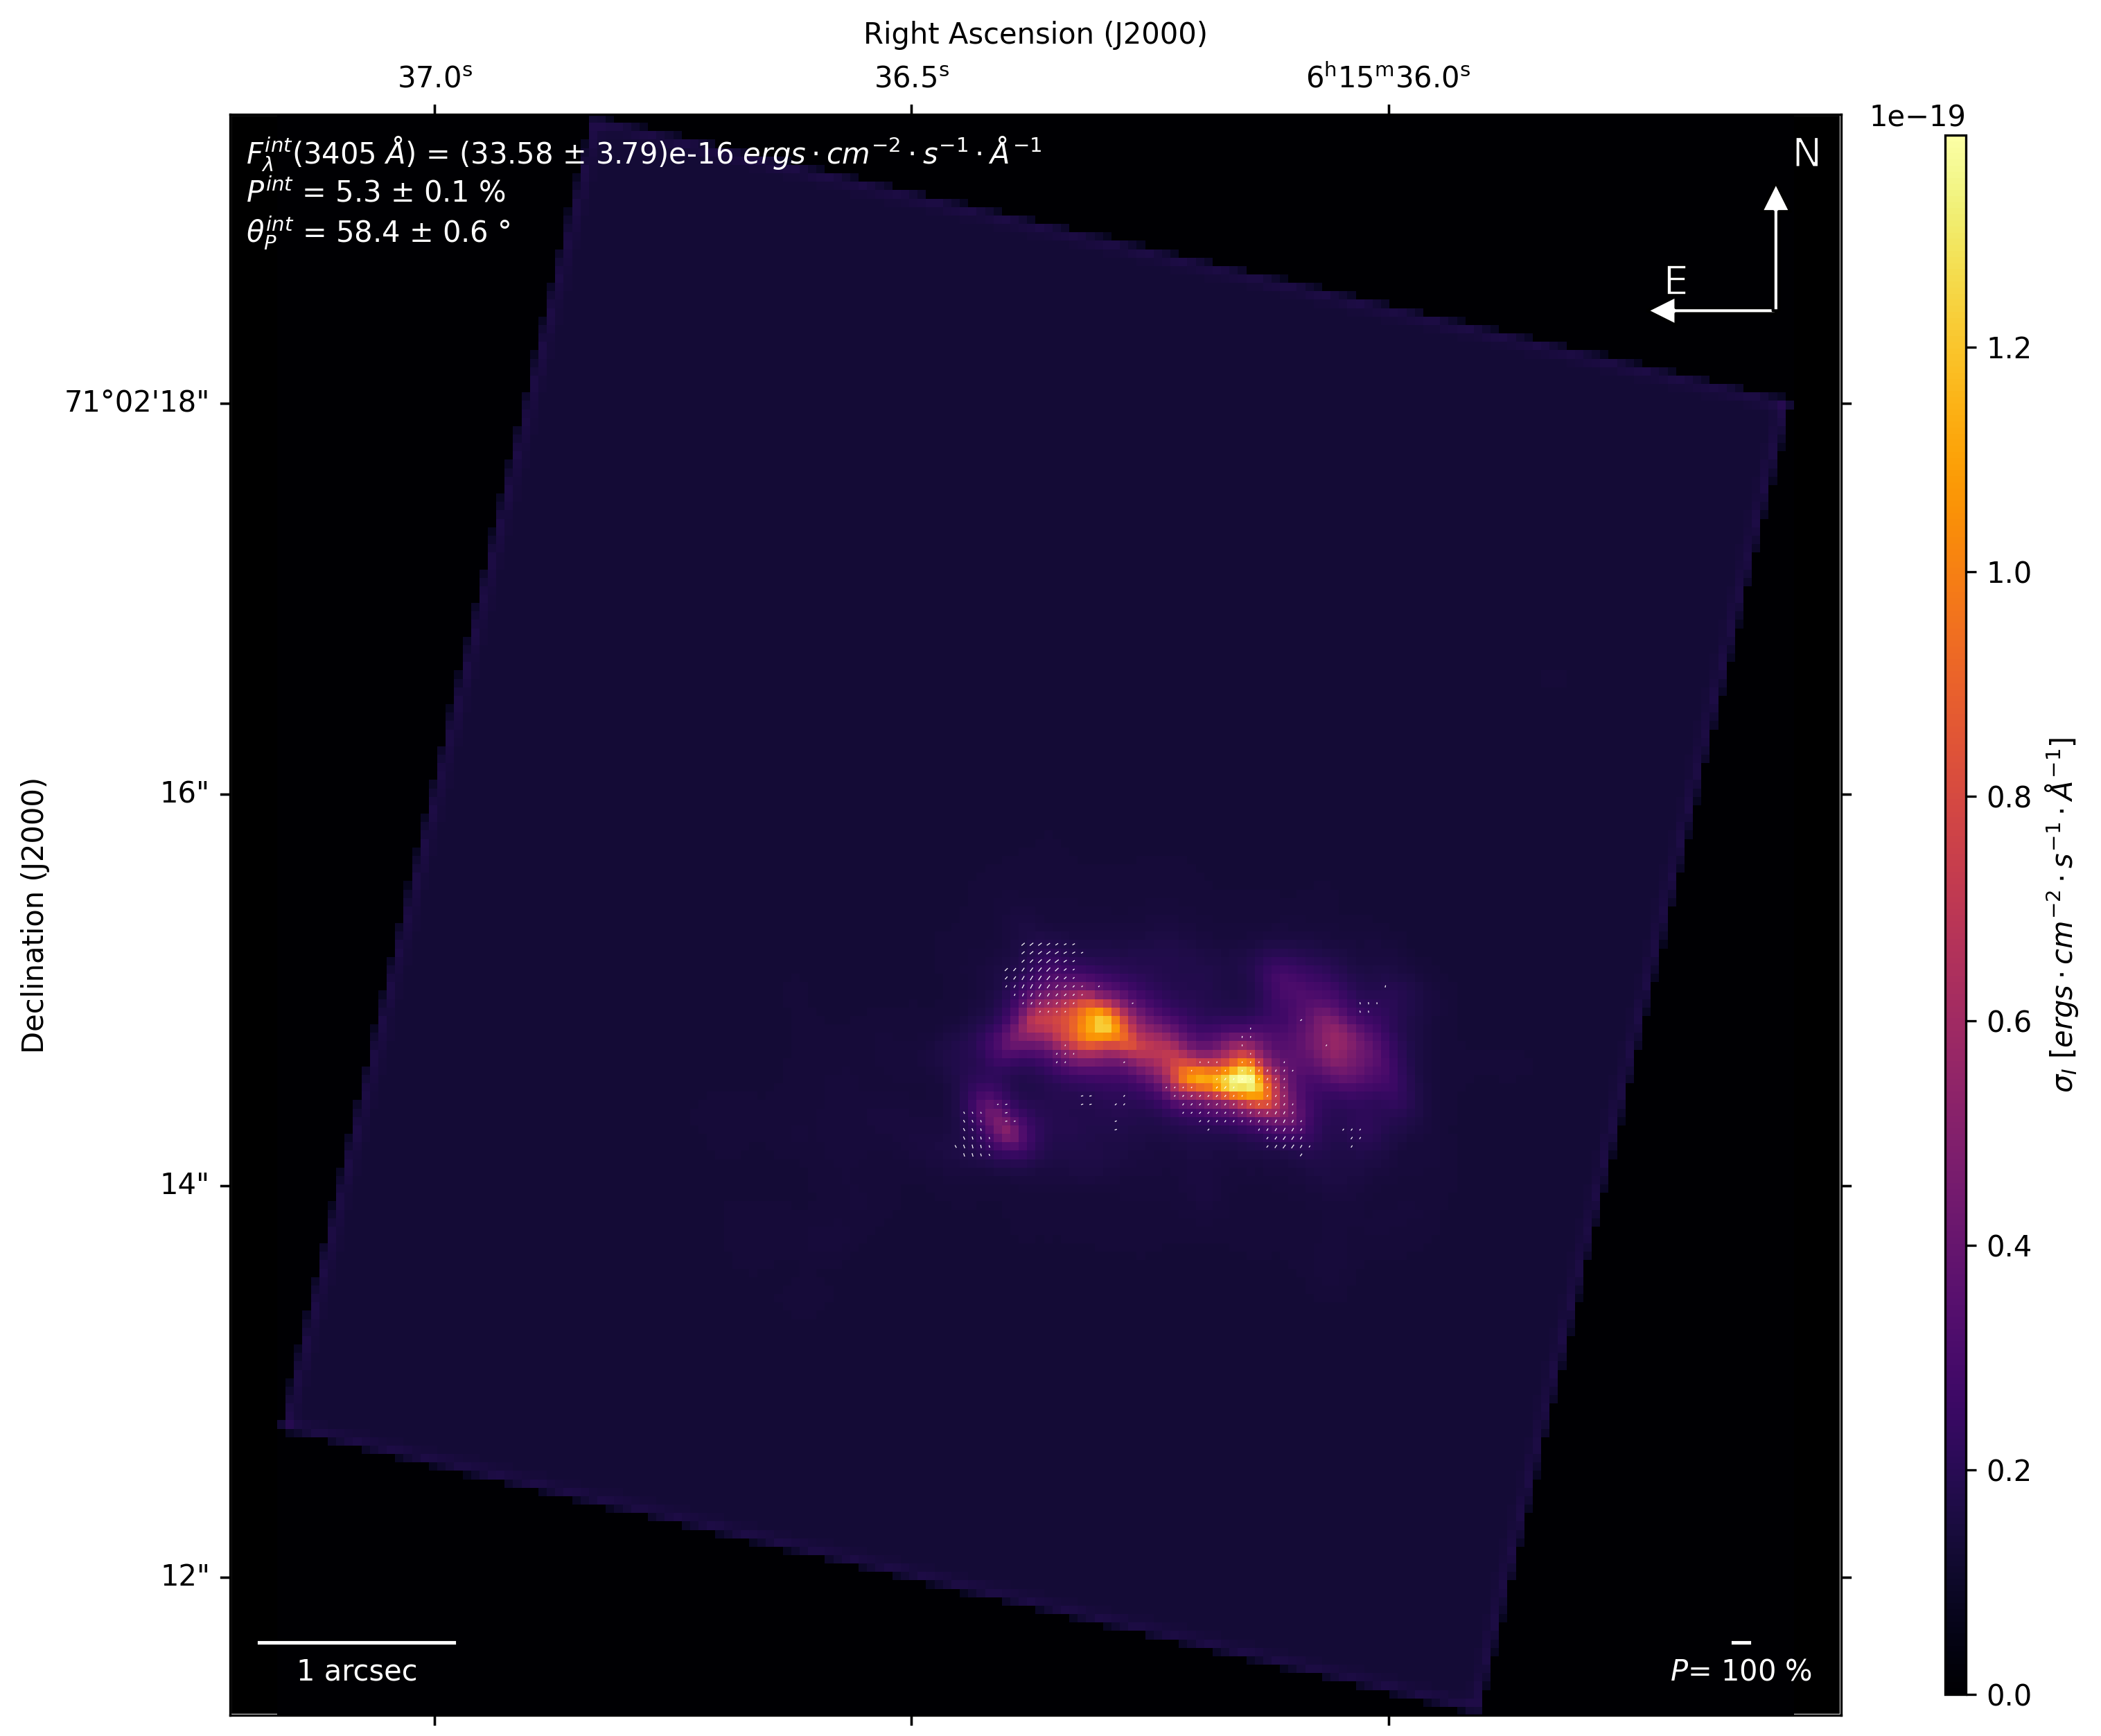 Right Ascension (J2000)
37.0ˢ 36.5ˢ 6ʰ15ᵐ36.0ˢ
1e−19
F_λ^int(3405 Å) = (33.58 ± 3.79)e-16 ergs · cm⁻² · s⁻¹ · Å⁻¹
P^int = 5.3 ± 0.1 %
θ_P^int = 58.4 ± 0.6 °
N
E
71°02'18"
16"
14"
12"
Declination (J2000)
1 arcsec
P= 100 %
1.2
1.0
0.8
0.6
0.4
0.2
0.0
σ_I [ergs · cm⁻² · s⁻¹ · Å⁻¹]